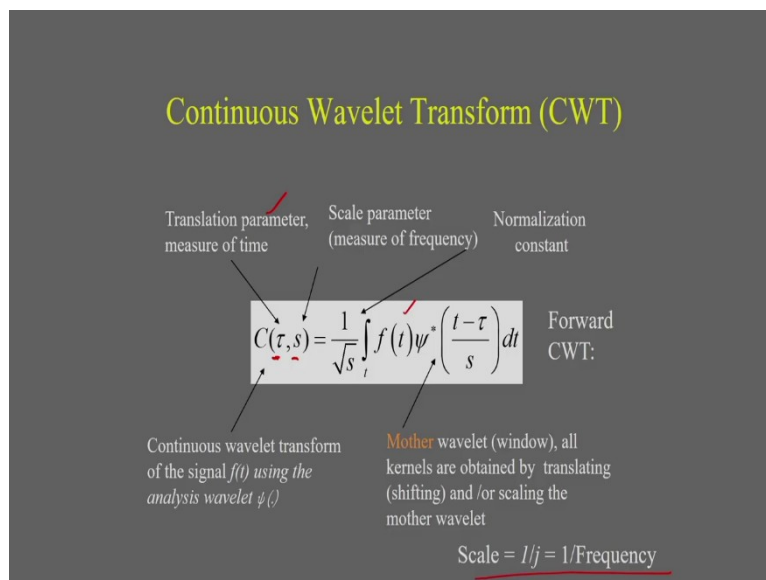 Continuous Wavelet Transform (CWT)
Translation parameter,
measure of time
Scale parameter
(measure of frequency)
Normalization
constant
C(τ,s) = 1/√s ∫_t f(t)ψ*((t−τ)/s)dt
Forward
CWT:
Continuous wavelet transform
of the signal f(t) using the
analysis wavelet ψ(.)
Mother wavelet (window), all
kernels are obtained by translating
(shifting) and /or scaling the
mother wavelet
Scale = 1/j = 1/Frequency